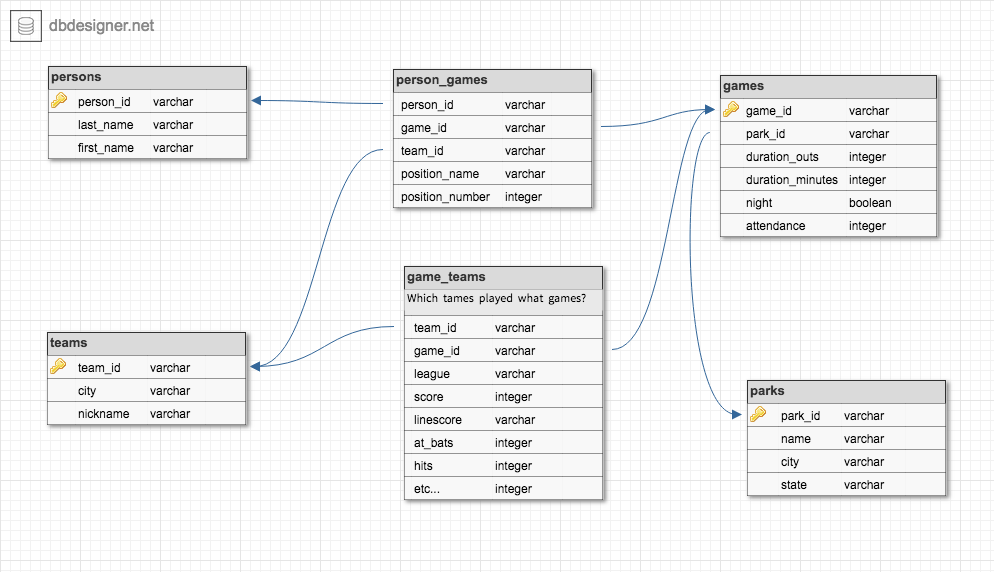 dbdesigner.net
persons
person_id varchar
last_name varchar
first_name varchar
person_games
person_id varchar
game_id varchar
team_id varchar
position_name varchar
position_number integer
games
game_id varchar
park_id varchar
duration_outs integer
duration_minutes integer
night boolean
attendance integer
game_teams
Which tames played what games?
team_id varchar
game_id varchar
league varchar
score integer
linescore varchar
at_bats integer
hits integer
etc... integer
teams
team_id varchar
city varchar
nickname varchar
parks
park_id varchar
name varchar
city varchar
state varchar